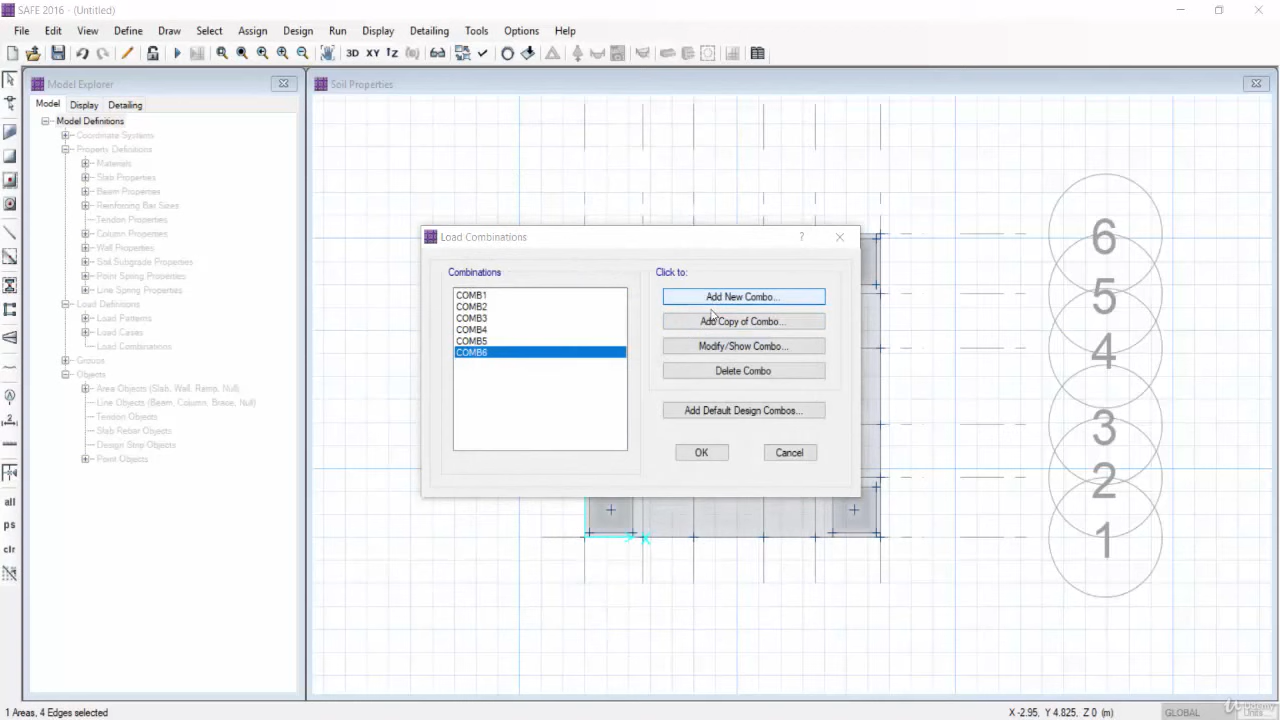 SAFE 2016 - (Untitled)
File Edit View Define Draw Select Assign Design Run Display Detailing Tools Options Help
3D XY
Model Explorer
Soil Properties
Model Display Detailing
Model Definitions
Coordinate Systems
Property Definitions
Materials
Slab Properties
Beam Properties
Reinforcing Bar Sizes
Tendon Properties
Column Properties
Wall Properties
Soil Subgrade Properties
Point Spring Properties
Line Spring Properties
Load Definitions
Load Patterns
Load Cases
Load Combinations
Groups
Objects
Area Objects (Slab, Wall, Ramp, Null)
Line Objects (Beam, Column, Brace, Null)
Tendon Objects
Slab Rebar Objects
Design Strip Objects
Point Objects
all
ps
clr
Load Combinations ?
Combinations
COMB1
COMB2
COMB3
COMB4
COMB5
COMB6
Click to:
Add New Combo...
Add Copy of Combo...
Modify/Show Combo...
Delete Combo
Add Default Design Combos...
OK Cancel
6
5
4
3
2
1
X
1 Areas, 4 Edges selected
X -2.95, Y 4.825, Z 0 (m)
GLOBAL
Units